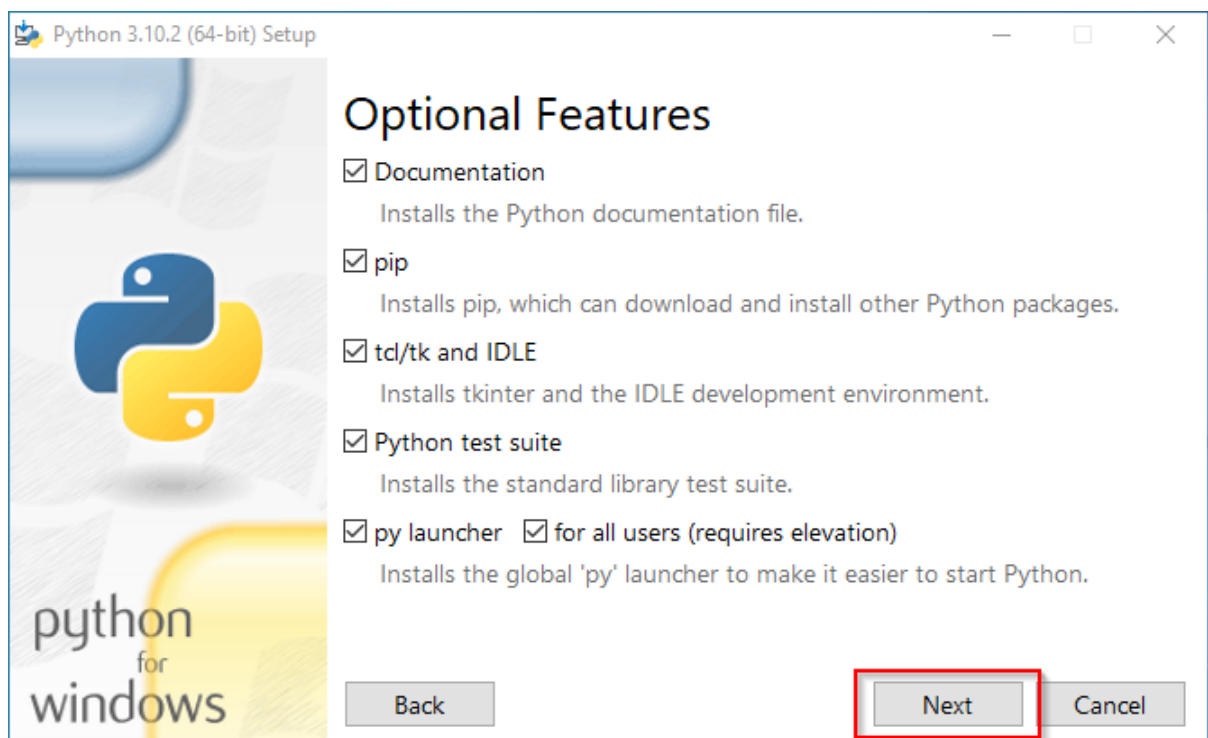 Python 3.10.2 (64-bit) Setup
Optional Features
Documentation
Installs the Python documentation file.
pip
Installs pip, which can download and install other Python packages.
tcl/tk and IDLE
Installs tkinter and the IDLE development environment.
Python test suite
Installs the standard library test suite.
py launcher for all users (requires elevation)
Installs the global 'py' launcher to make it easier to start Python.
python
for
windows
Back Next Cancel